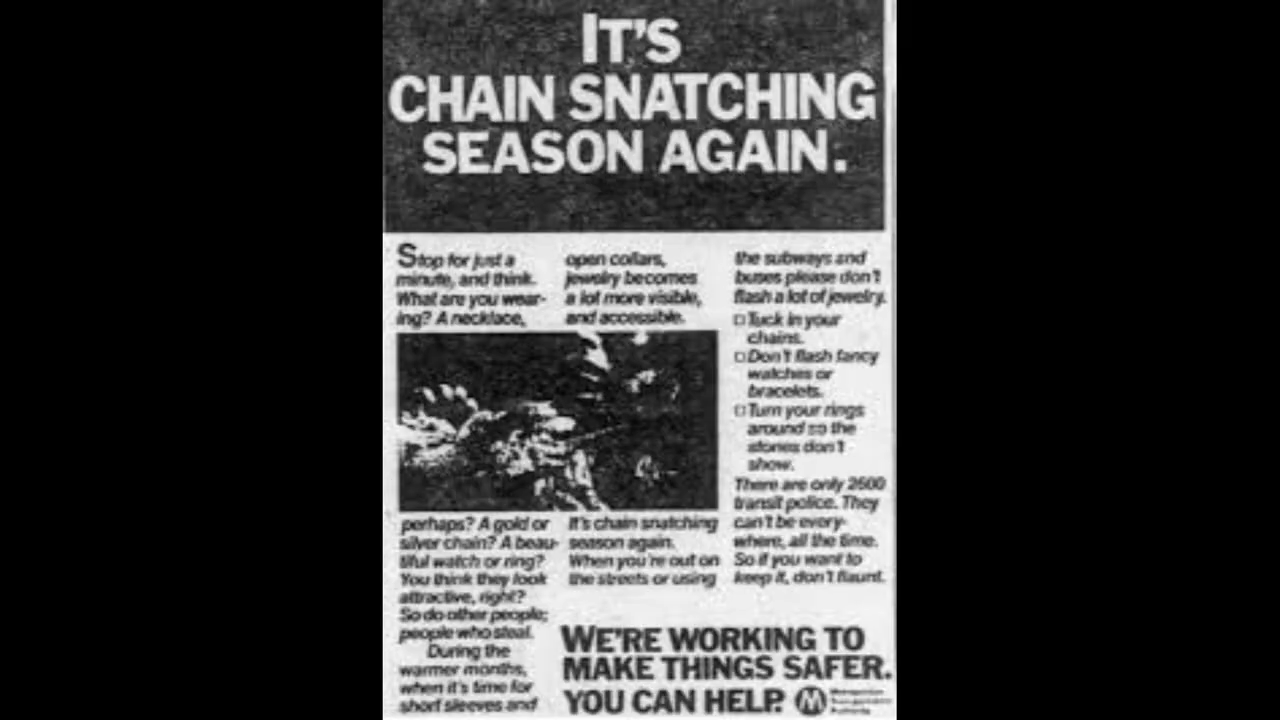 IT'S
CHAIN SNATCHING
SEASON AGAIN.
Stop for just a
minute, and think.
What are you wear-
ing? A necklace,
perhaps? A gold or
silver chain? A beau-
tiful watch or ring?
You think they look
attractive, right?
So do other people;
people who steal.
During the
warmer months,
when it's time for
short sleeves and
open collars,
jewelry becomes
a lot more visible,
and accessible.
It's chain snatching
season again.
When you're out on
the streets or using
the subways and
buses please don't
flash a lot of jewelry.
□ Tuck in your
chains.
□ Don't flash fancy
watches or
bracelets.
□ Turn your rings
around so the
stones don't
show.
There are only 2600
transit police. They
can't be every-
where, all the time.
So if you want to
keep it, don't flaunt.
WE'RE WORKING TO
MAKE THINGS SAFER.
YOU CAN HELP.
M